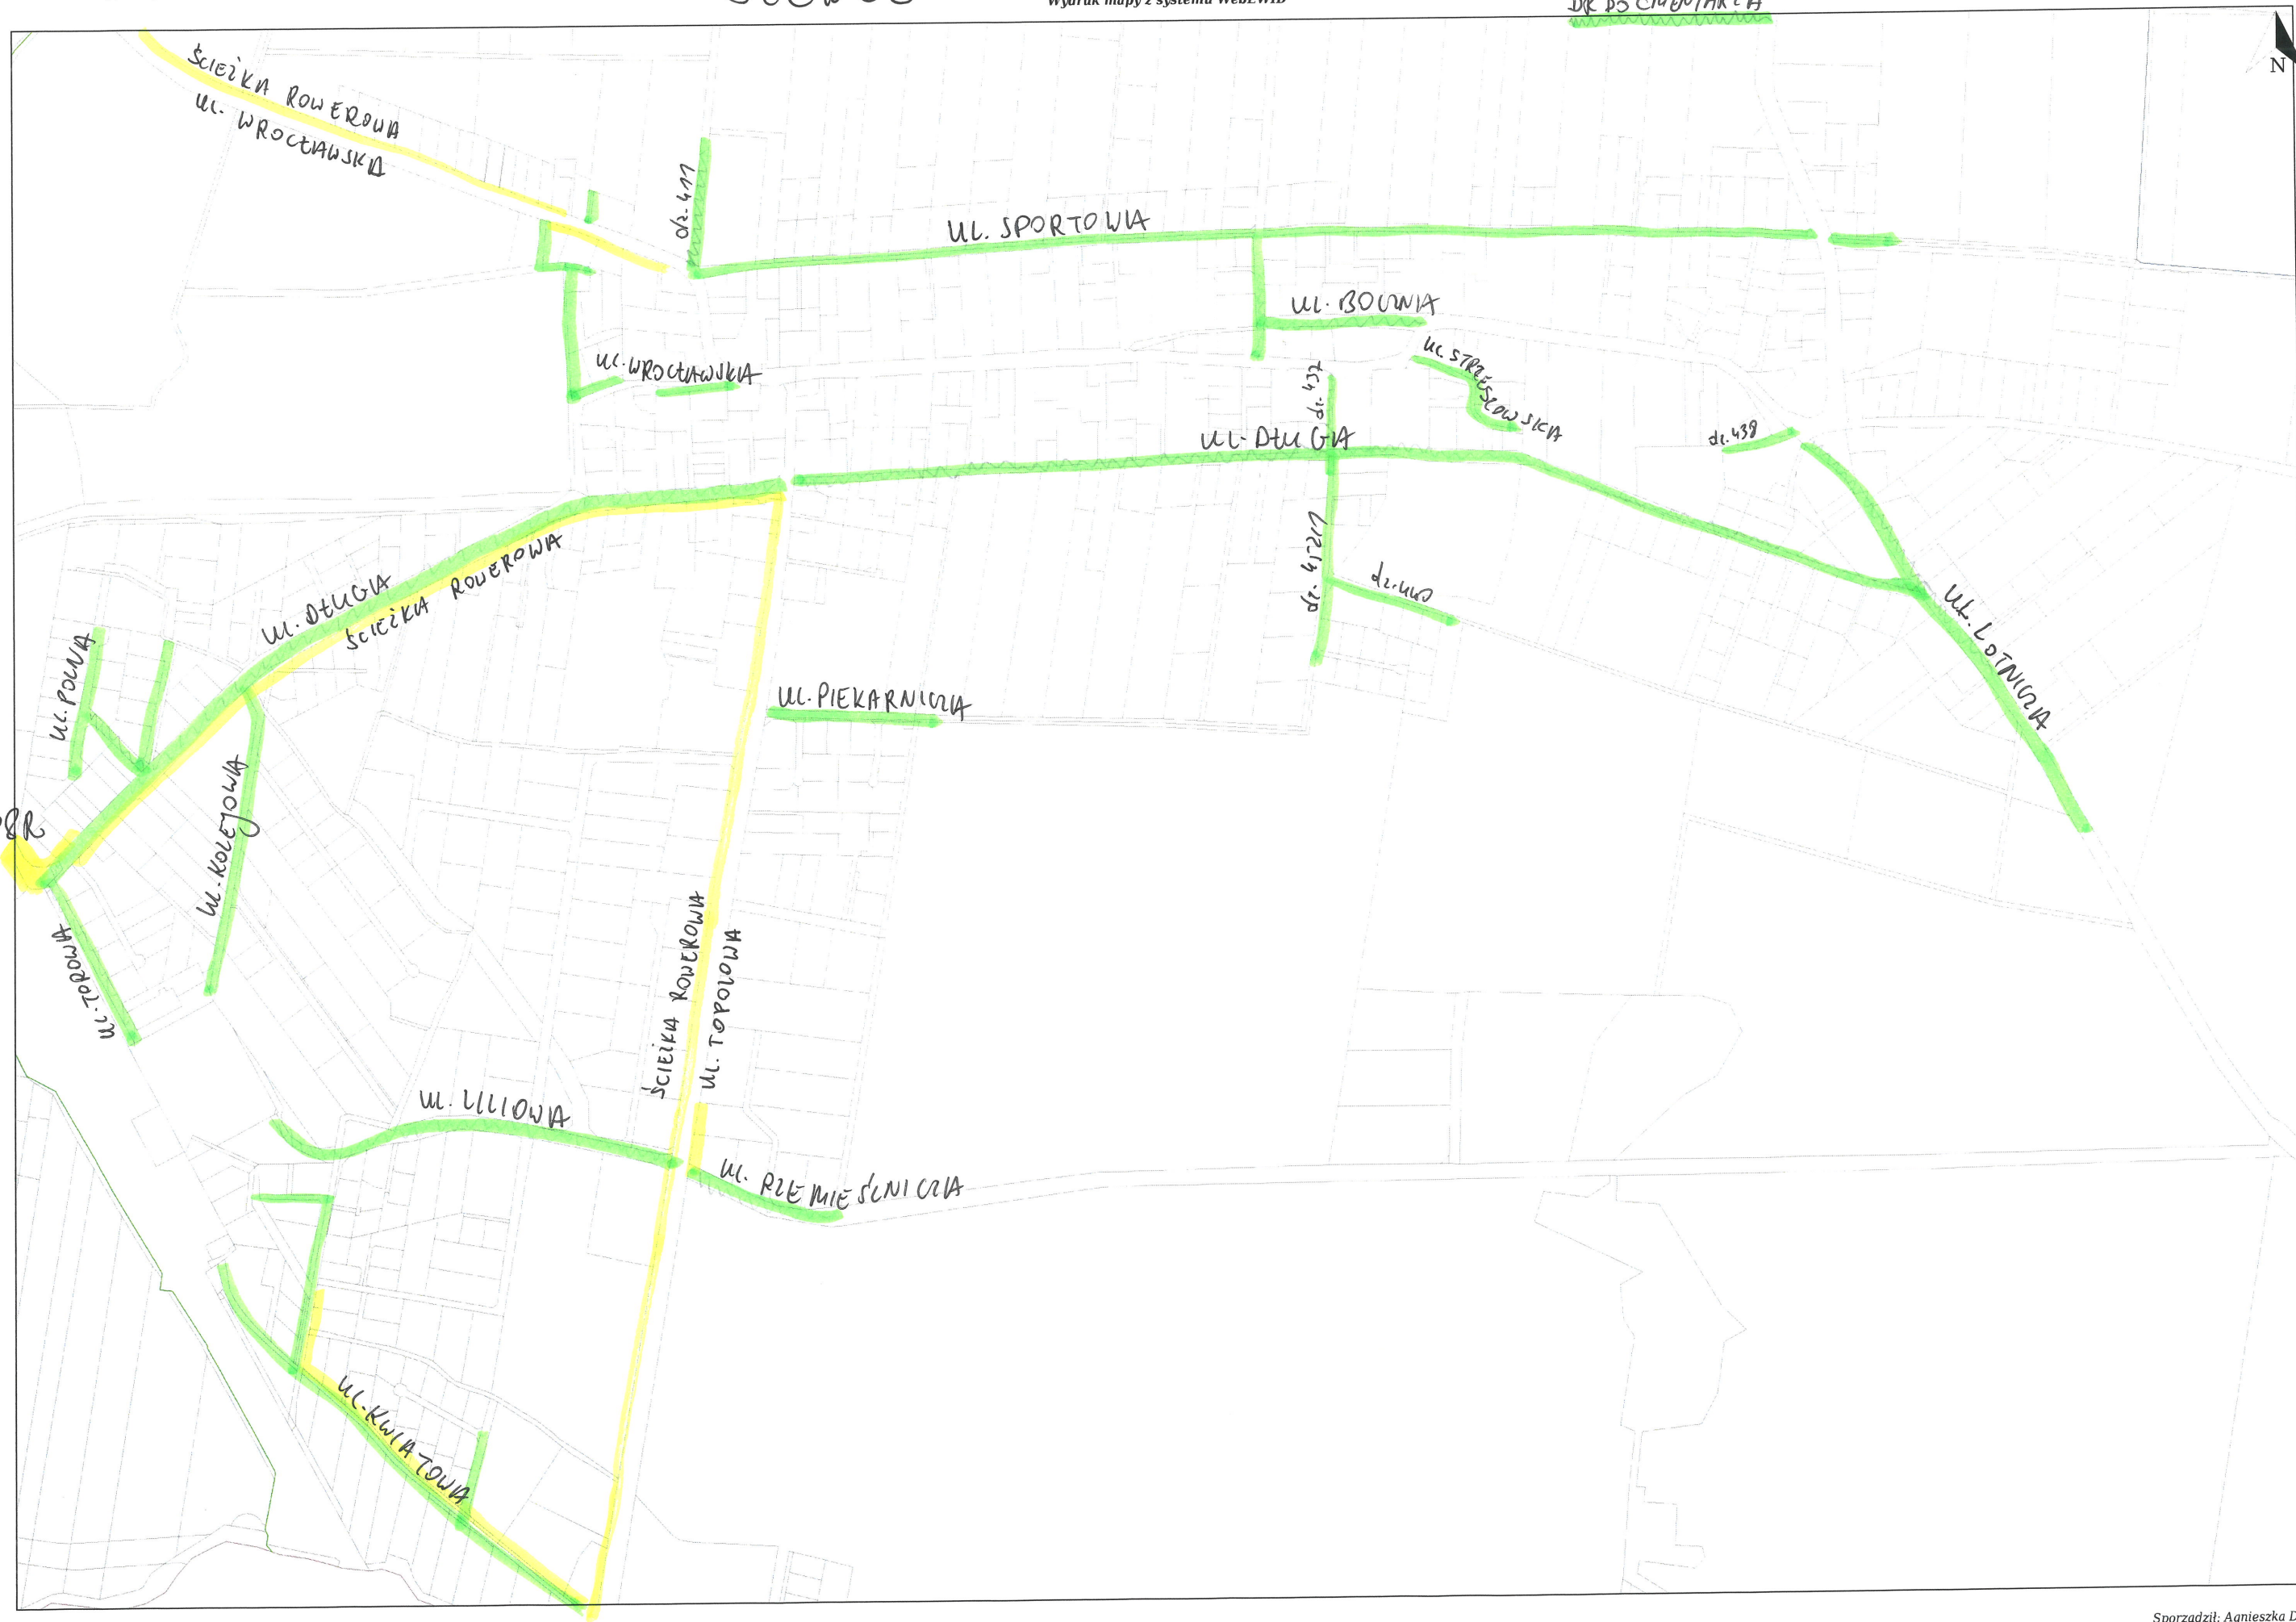 Wydruk mapy z systemu WebEWID
N
ŚCIEŻKA ROWEROWA
UL. WROCŁAWSKA
dz. 411
UL. SPORTOWA
UL. BOCZNA
UL. WROCŁAWSKA
UL. STRZESZOWSKA
dz. 437
UL. DŁUGA
dz. 438
dz. 452/1
dz. 440
UL. DŁUGA
ŚCIEŻKA ROWEROWA
UL. LOTNICZA
UL. POLNA
UL. PIEKARNICZA
UL. KOLEJOWA
UL. TOROWA
ŚCIEŻKA ROWEROWA
UL. TOPOLOWA
UL. LILIOWA
UL. RZEMIEŚLNICZA
UL. KWIATOWA
Sporządził: Agnieszka